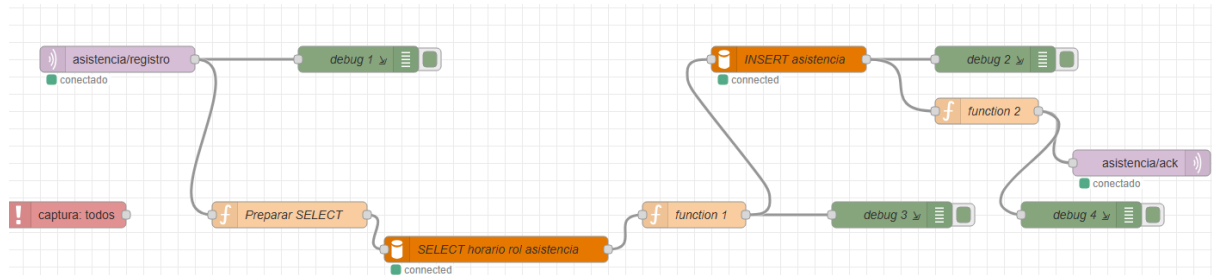 asistencia/registro
conectado
debug 1
INSERT asistencia
connected
debug 2
function 2
asistencia/ack
conectado
captura: todos
Preparar SELECT
function 1
debug 3
debug 4
SELECT horario rol asistencia
connected